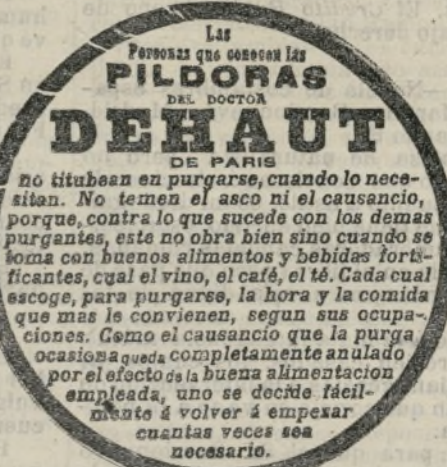 Las
Personas que conocen las
PILDORAS
DEL DOCTOR
DEHAUT
DE PARIS
no titubean en purgarse, cuando lo nece-
sitan. No temen el asco ni el causancio,
porque, contra lo que sucede con los demas
purgantes, este no obra bien sino cuando se
toma con buenos alimentos y bebidas forti-
ficantes, cual el vino, el café, el té. Cada cual
escoge, para purgarse, la hora y la comida
que mas le convienen, segun sus ocupa-
ciones. Como el causancio que la purga
ocasiona queda completamente anulado
por el efecto de la buena alimentacion
empleada, uno se decide fácil-
mente á volver á empezar
cuantas veces sea
necesario.